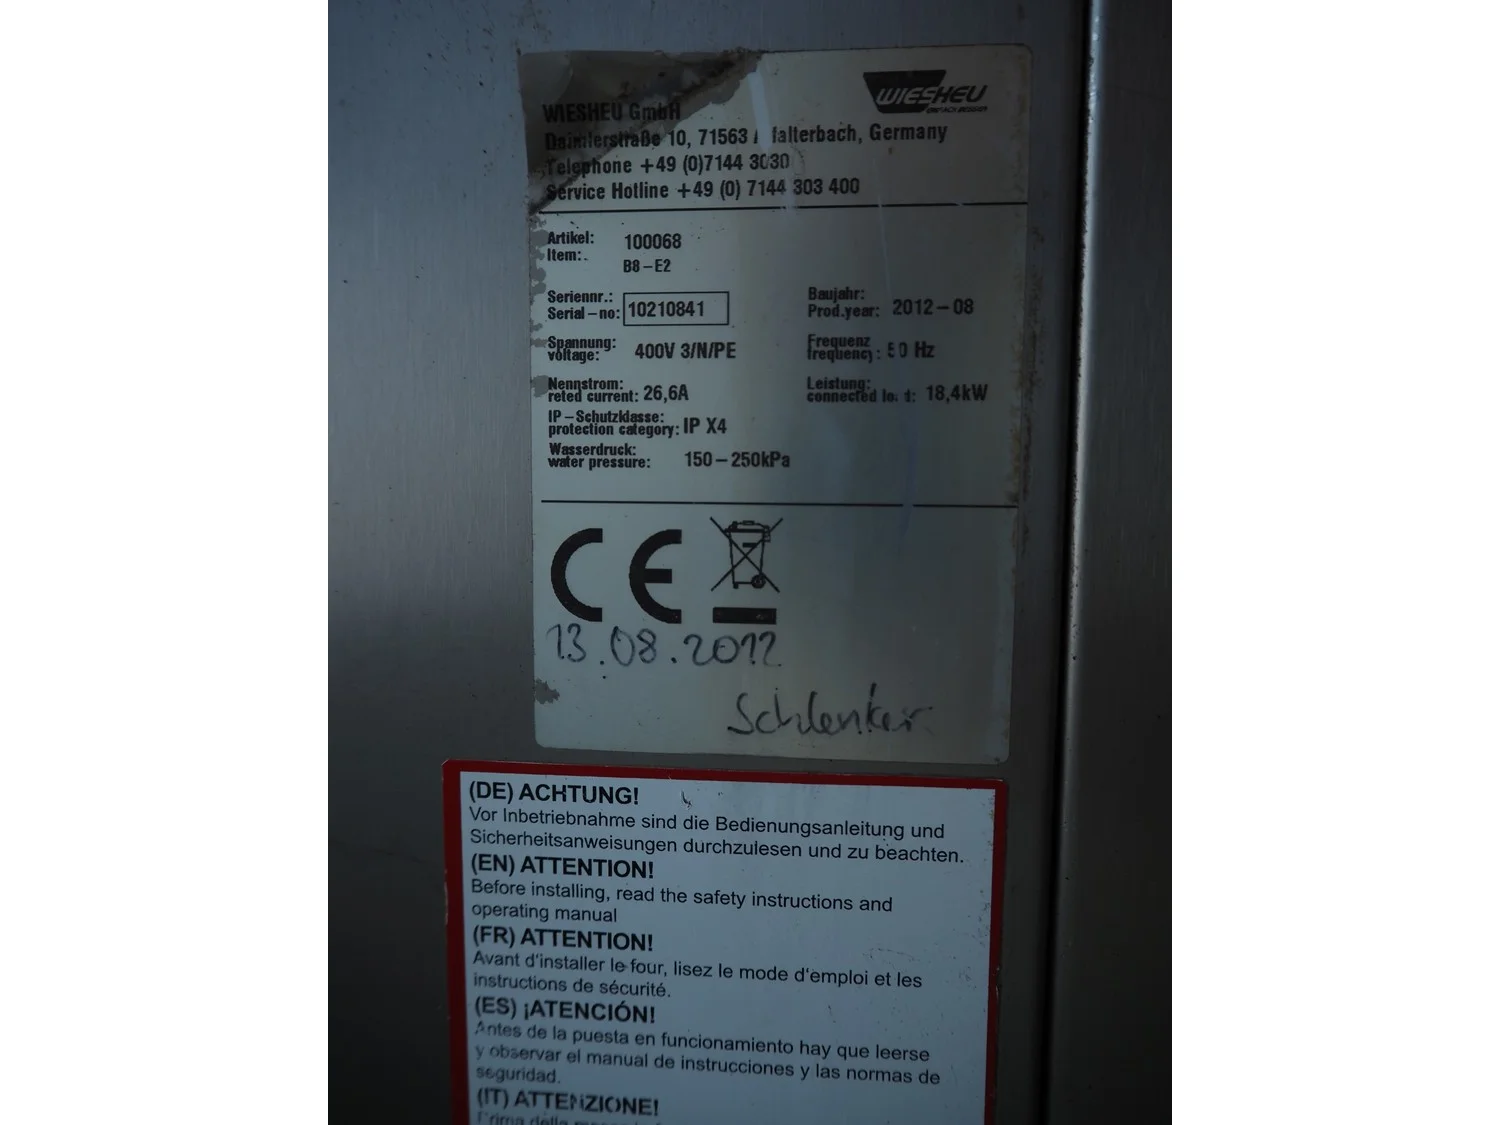 WIESHEU GmbH
WIESHEU
EINFACH BESSER
Daimlerstraße 10, 71563 Affalterbach, Germany
Telephone +49 (0)7144 3030
Service Hotline +49 (0) 7144 303 400
Artikel: 100068
Item:.
B8-E2
Seriennr.:
Serial-no: 10210841
Baujahr:
Prod.year: 2012-08
Spannung:
voltage: 400V 3/N/PE
Frequenz
frequency: 50 Hz
Nennstrom:
reted current: 26,6A
Leistung:
connected load: 18,4kW
IP-Schutzklasse:
protection category: IP X4
Wasserdruck:
water pressure: 150-250kPa
CE
13.08.2012
Schlenker
(DE) ACHTUNG!
Vor Inbetriebnahme sind die Bedienungsanleitung und
Sicherheitsanweisungen durchzulesen und zu beachten.
(EN) ATTENTION!
Before installing, read the safety instructions and
operating manual
(FR) ATTENTION!
Avant d'installer le four, lisez le mode d'emploi et les
instructions de sécurité.
(ES) ¡ATENCIÓN!
Antes de la puesta en funcionamiento hay que leerse
y observar el manual de instrucciones y las normas de
seguridad.
(IT) ATTENZIONE!
Prima della